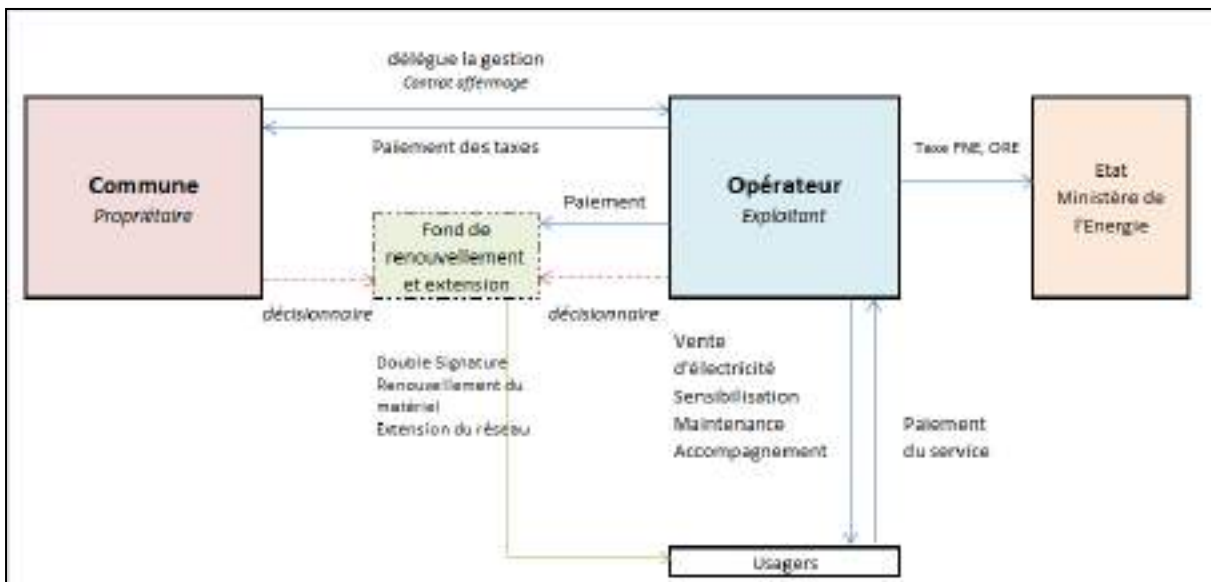 délègue la gestion
Contrat affermage
Paiement des taxes
Commune
Propriétaire
Opérateur
Exploitant
Taxe FNE, ORE
Etat
Ministère de
l'Energie
Paiement
Fond de
renouvellement
et extension
décisionnaire
décisionnaire
Double Signature
Renouvellement du
matériel
Extension du réseau
Vente
d'électricité
Sensibilisation
Maintenance
Accompagnement
Paiement
du service
Usagers